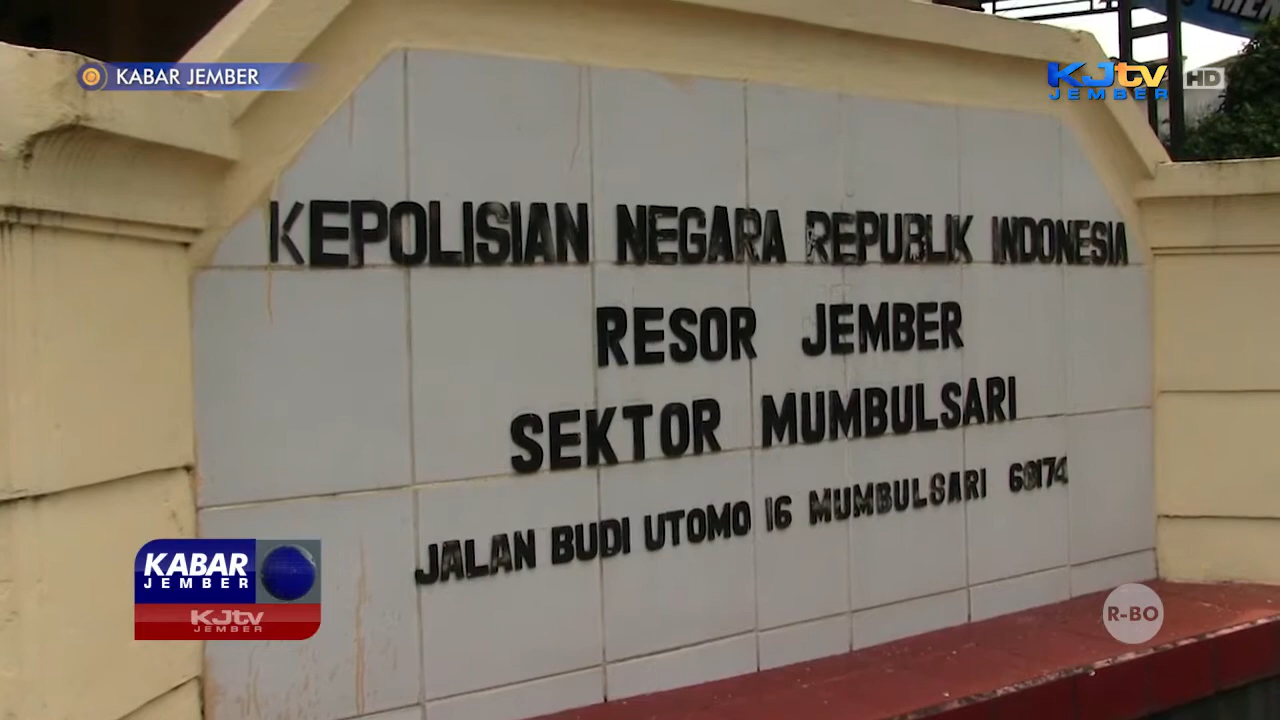 KABAR JEMBER
KJtv HD
JEMBER
KEPOLISIAN NEGARA REPUBLIK INDONESIA
RESOR JEMBER
SEKTOR MUMBULSARI
JALAN BUDI UTOMO 16 MUMBULSARI 68174
KABAR
JEMBER
KJtv
JEMBER
R-BO